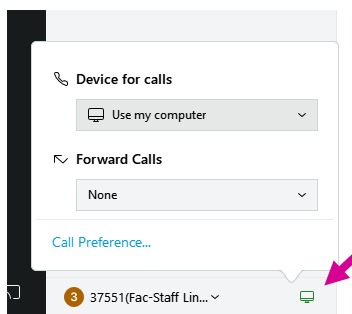 Device for calls
Use my computer
Forward Calls
None
Call Preference...
3 37551(Fac-Staff Lin...